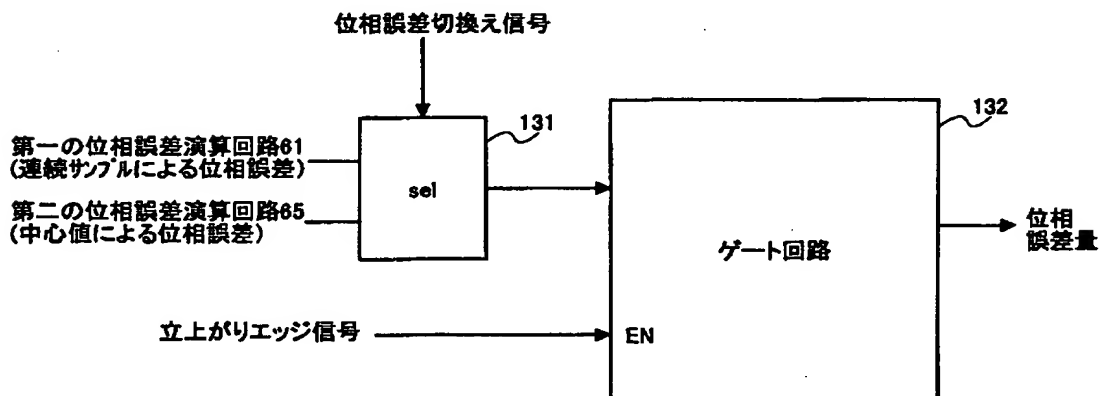 位相誤差切換え信号
131
132
第一の位相誤差演算回路61
(連続サンプルによる位相誤差)
sel
第二の位相誤差演算回路65
(中心値による位相誤差)
ゲート回路
位相
誤差量
立上がりエッジ信号
EN